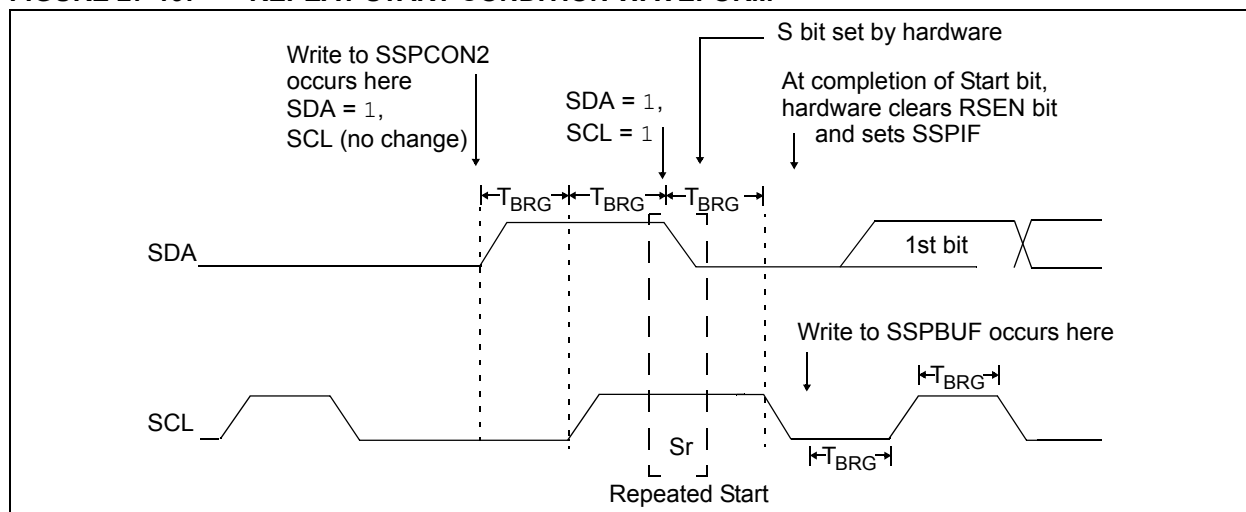 S bit set by hardware
Write to SSPCON2
occurs here
SDA = 1,
SCL (no change)
SDA = 1,
SCL = 1
At completion of Start bit,
hardware clears RSEN bit
and sets SSPIF
TBRG TBRG TBRG
SDA
1st bit
Write to SSPBUF occurs here
TBRG
SCL
Sr
TBRG
Repeated Start